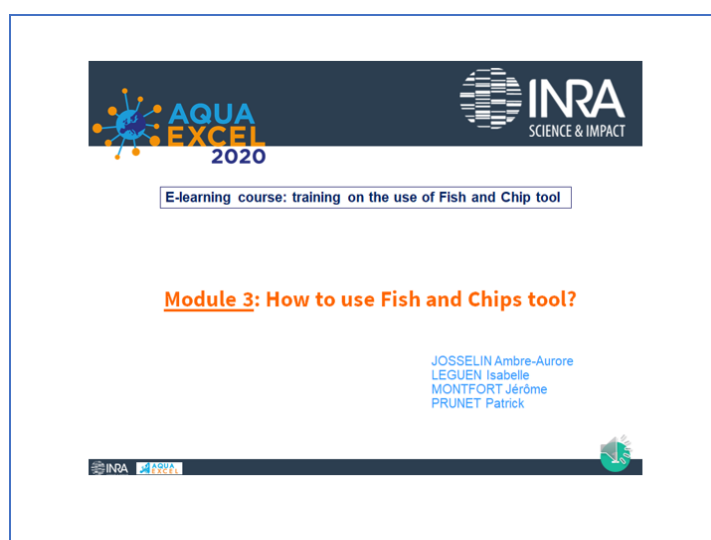 AQUA
EXCEL
2020
INRA
SCIENCE & IMPACT
E-learning course: training on the use of Fish and Chip tool
Module 3: How to use Fish and Chips tool?
JOSSELIN Ambre-Aurore
LEGUEN Isabelle
MONTFORT Jérôme
PRUNET Patrick
INRA
AQUA
EXCEL